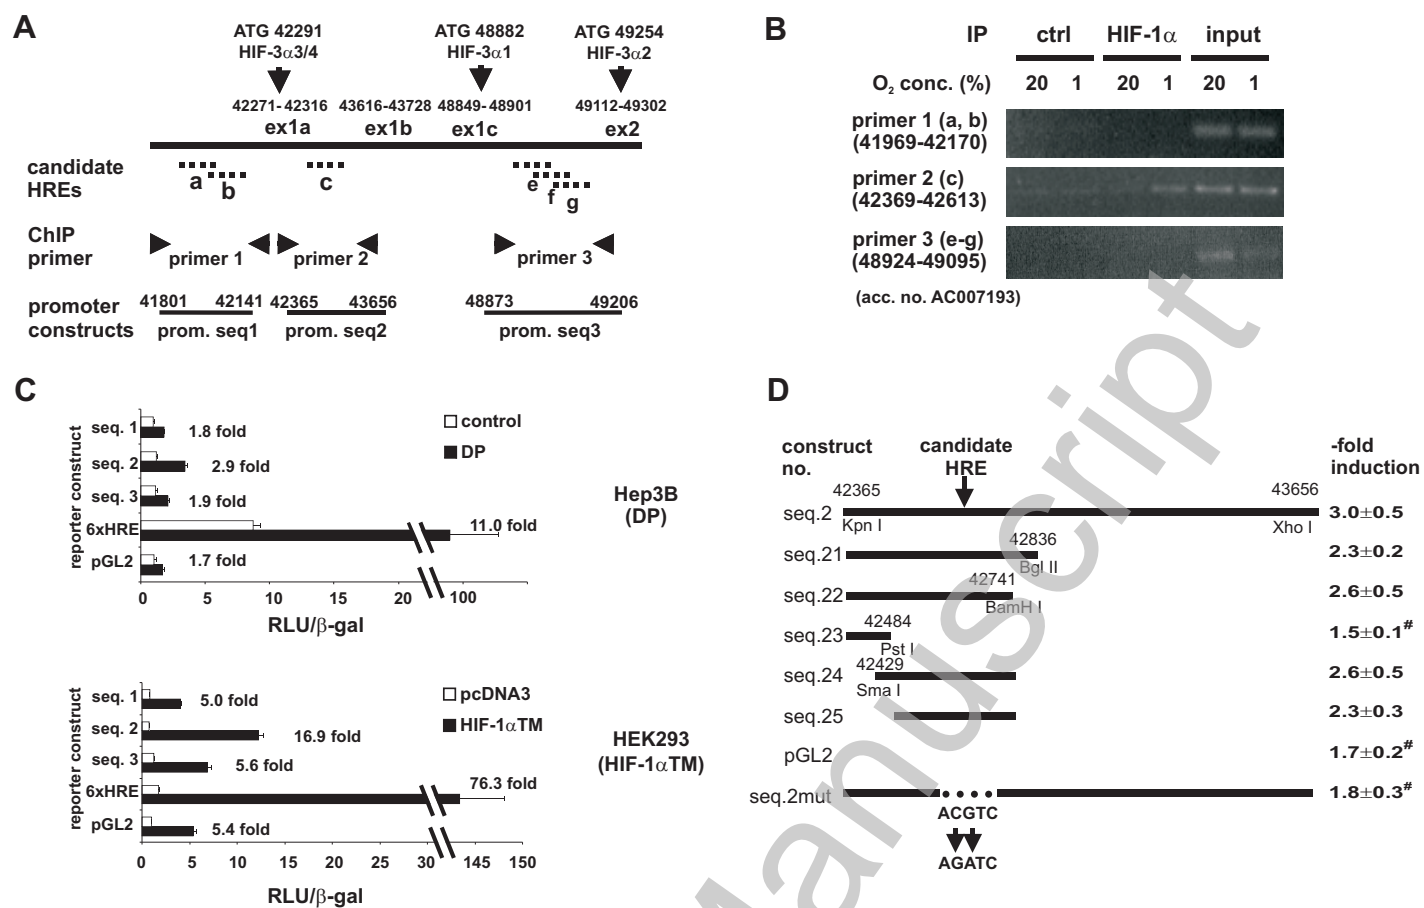 A
ATG 42291 ATG 48882 ATG 49254
HIF-3α3/4 HIF-3α1 HIF-3α2
42271-42316 43616-43728 48849-48901 49112-49302
ex1a ex1b ex1c ex2
candidate
HREs
a b c e f g
ChIP
primer
primer 1 primer 2 primer 3
promoter
constructs
41801 42141 42365 43656 48873 49206
prom. seq1 prom. seq2 prom. seq3
B
IP ctrl HIF-1α input
O2 conc. (%) 20 1 20 1 20 1
primer 1 (a, b)
(41969-42170)
primer 2 (c)
(42369-42613)
primer 3 (e-g)
(48924-49095)
(acc. no. AC007193)
C
reporter construct
control
DP
seq. 1 1.8 fold
seq. 2 2.9 fold
seq. 3 1.9 fold
6xHRE 11.0 fold
pGL2 1.7 fold
0 5 10 15 20 100
RLU/β-gal
Hep3B
(DP)
reporter construct
pcDNA3
HIF-1αTM
seq. 1 5.0 fold
seq. 2 16.9 fold
seq. 3 5.6 fold
6xHRE 76.3 fold
pGL2 5.4 fold
0 5 10 15 20 25 30 145 150
RLU/β-gal
HEK293
(HIF-1αTM)
D
construct
no.
candidate
HRE
-fold
induction
42365 43656
seq.2 3.0±0.5
Kpn I Xho I
42836
seq.21 2.3±0.2
Bgl II
42741
seq.22 2.6±0.5
BamH I
42484
seq.23 1.5±0.1#
Pst I
42429
seq.24 2.6±0.5
Sma I
seq.25 2.3±0.3
pGL2 1.7±0.2#
seq.2mut 1.8±0.3#
ACGTC
AGATC
Manuscript